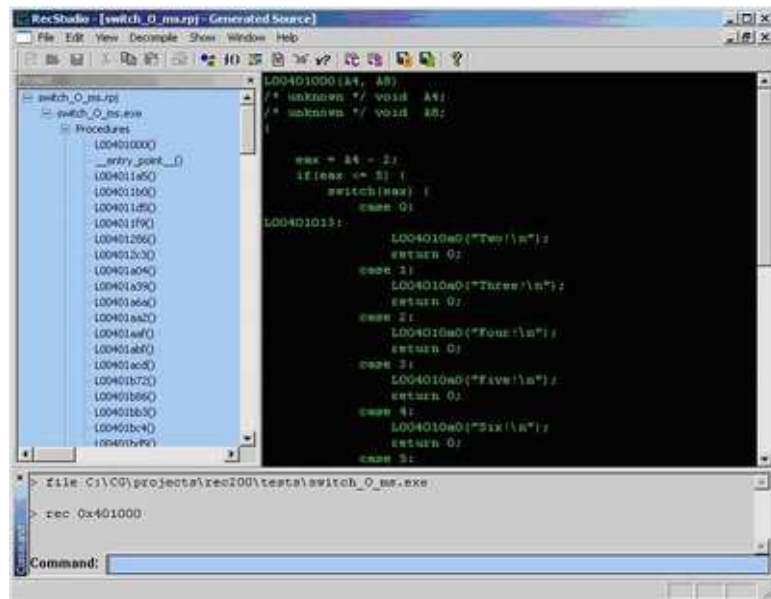 RecStudio - [switch_O_ms.rpj - Generated Source]
File Edit View Decompile Show Window Help
switch_O_ms.rpj
switch_O_ms.exe
Procedures
L00401000()
__entry_point__()
L004011a5()
L004011b0()
L004011d5()
L004011f9()
L00401286()
L004012c3()
L00401a04()
L00401a39()
L00401a6a()
L00401aa2()
L00401aaf()
L00401abf()
L00401acd()
L00401b72()
L00401b86()
L00401bb3()
L00401bc4()
L00401bd5()
L00401000(A4, A8)
/* unknown */ void A4;
/* unknown */ void A8;
{
eax = A4 - 2;
if(eax <= 5) {
switch(eax) {
case 0:
L00401013:
L004010a0("Two!\n");
return 0;
case 1:
L004010a0("Three!\n");
return 0;
case 2:
L004010a0("Four!\n");
return 0;
case 3:
L004010a0("Five!\n");
return 0;
case 4:
L004010a0("Six!\n");
return 0;
case 5:
> file C:\CG\projects\rec200\tests\switch_O_ms.exe
> rec 0x401000
Command
Command: